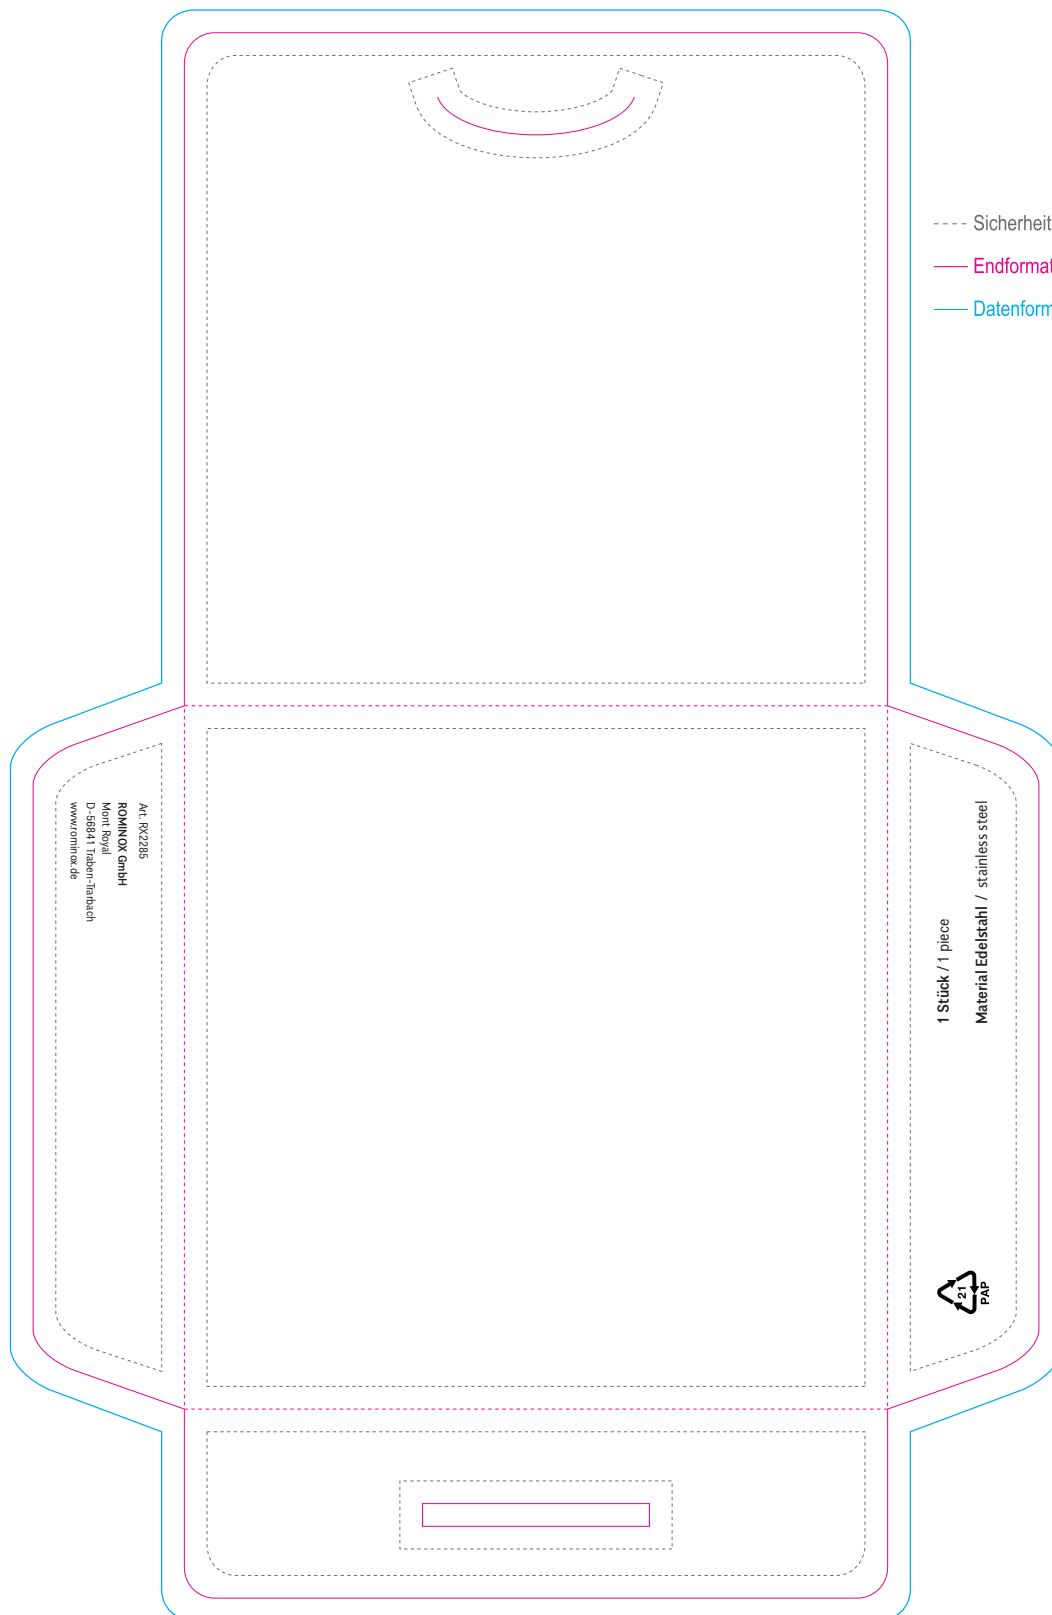 Sicherheit
Endformat
Datenform
Art. RX2285
ROMINOX GmbH
Mont Royal
D-56841 Traben-Trarbach
www.rominox.de
1 Stück / 1 piece
Material Edelstahl / stainless steel
21
PAP